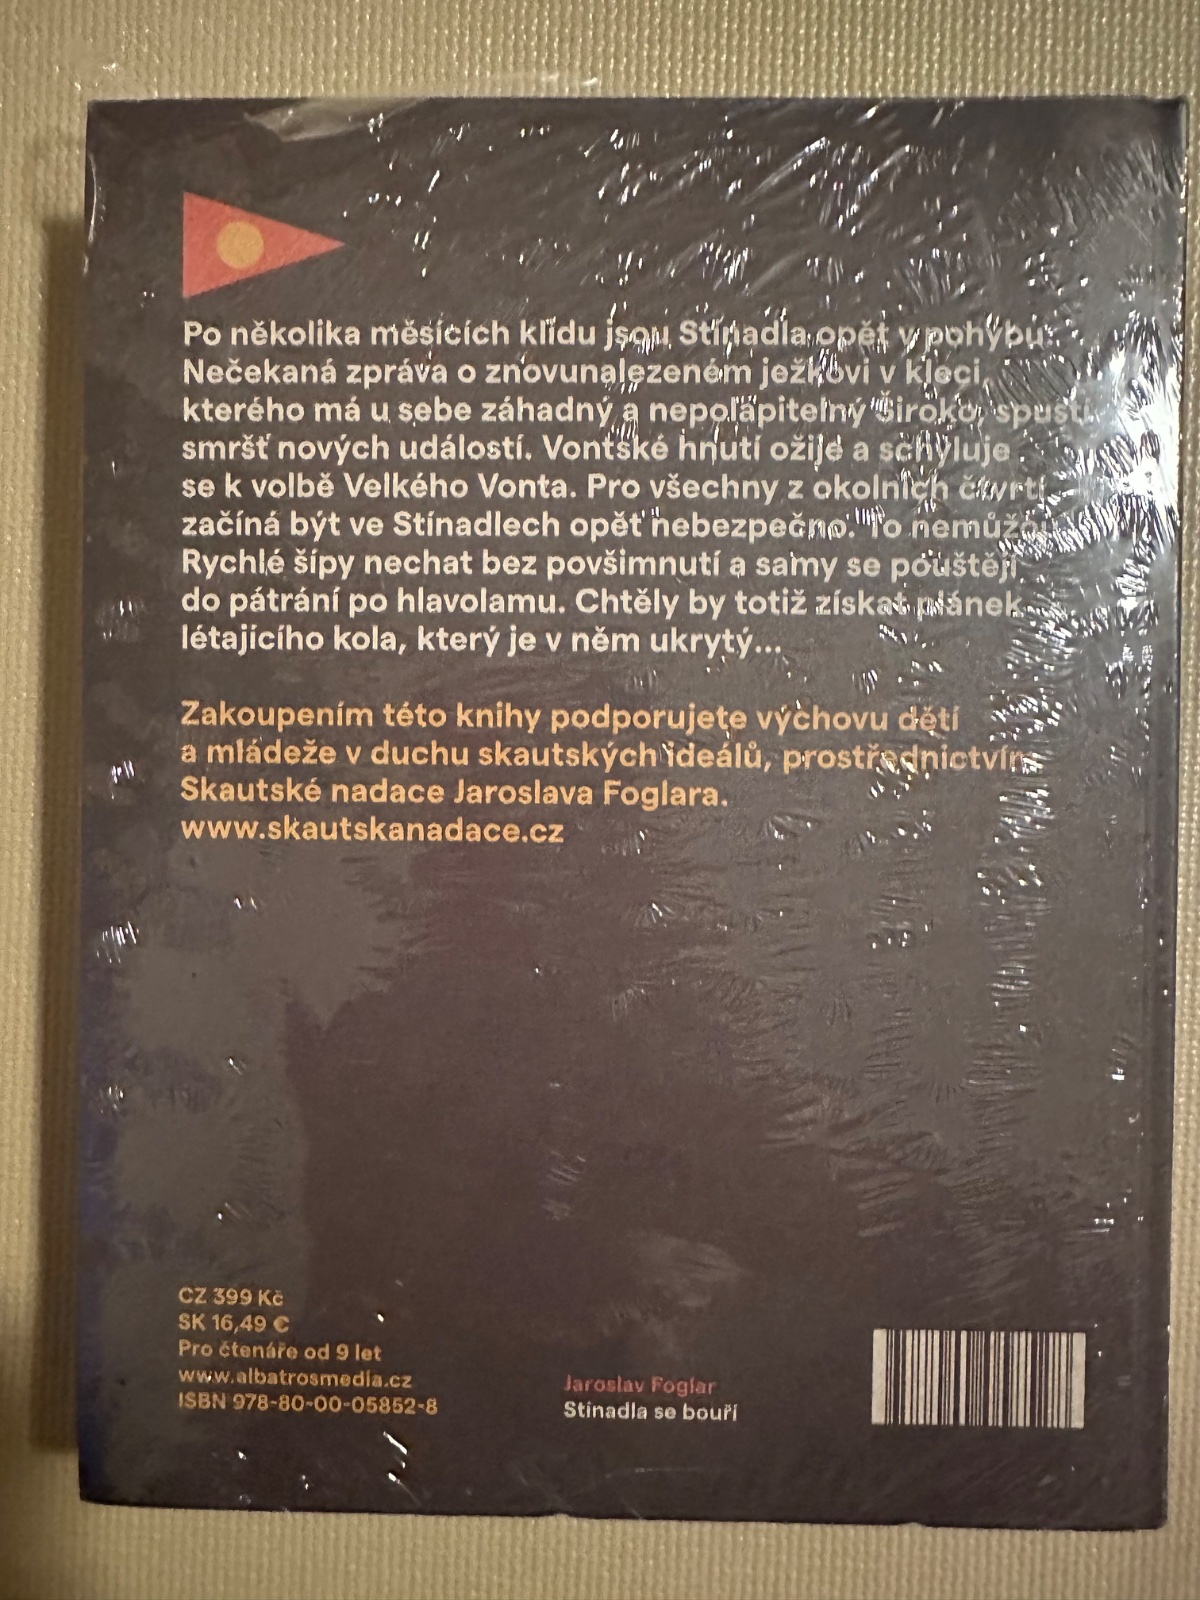 Po několika měsících klidu jsou Stínadla opět v pohybu.
Nečekaná zpráva o znovunalezeném ježkovi v kleci,
kterého má u sebe záhadný a nepolapitelný Široko, spustí
smršť nových událostí. Vontské hnutí ožije a schyluje
se k volbě Velkého Vonta. Pro všechny z okolních čtvrtí
začíná být ve Stínadlech opět nebezpečno. To nemůžou
Rychlé šípy nechat bez povšimnutí a samy se pouštějí
do pátrání po hlavolamu. Chtěly by totiž získat plánek
létajícího kola, který je v něm ukrytý...
Zakoupením této knihy podporujete výchovu dětí
a mládeže v duchu skautských ideálů, prostřednictvím
Skautské nadace Jaroslava Foglara.
www.skautskanadace.cz
CZ 399 Kč
SK 16,49 €
Pro čtenáře od 9 let
www.albatrosmedia.cz
ISBN 978-80-00-05852-8
Jaroslav Foglar
Stínadla se bouří